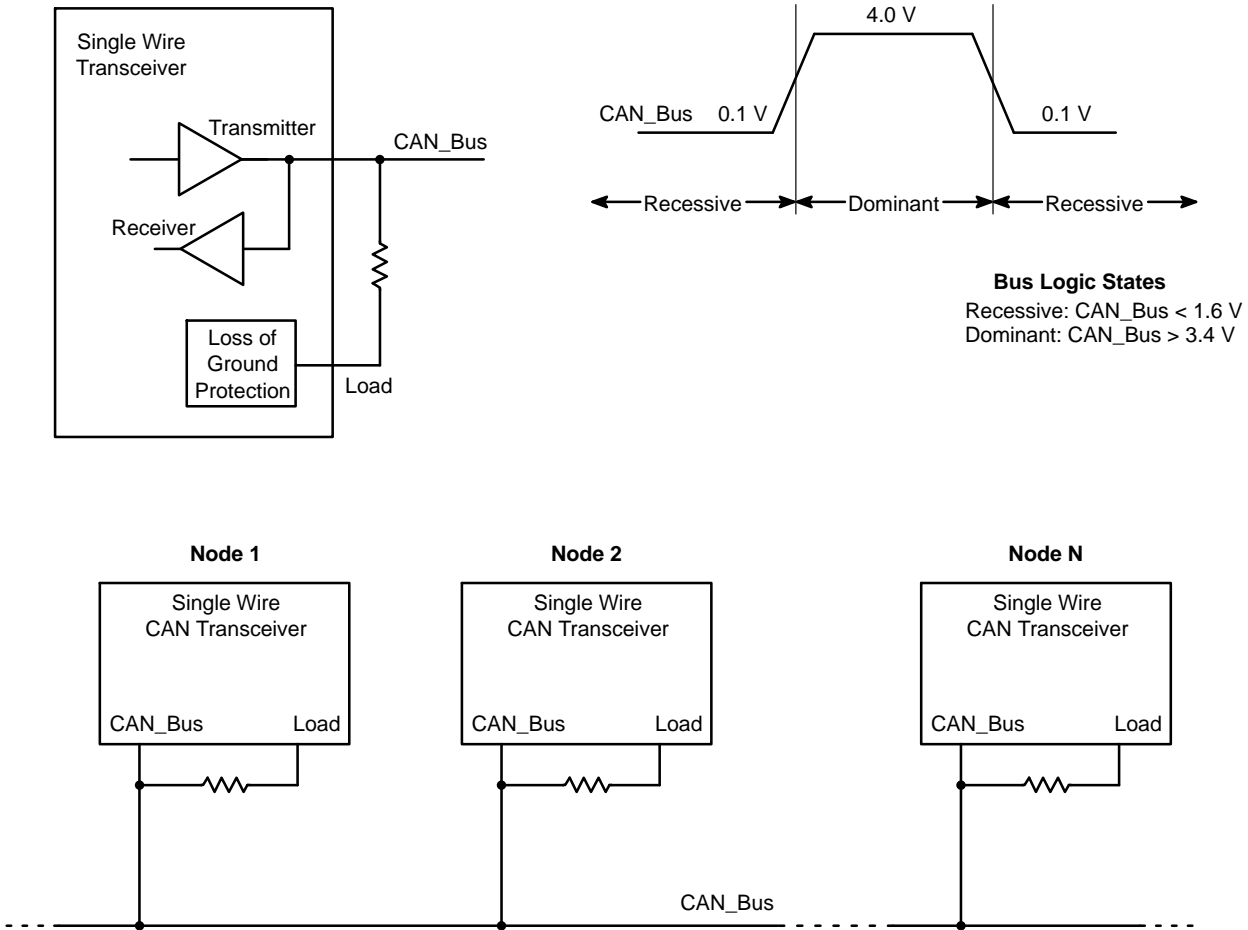 Single Wire
Transceiver
Transmitter
CAN_Bus
Receiver
Loss of
Ground
Protection
Load
4.0 V
CAN_Bus 0.1 V
0.1 V
Recessive
Dominant
Recessive
Bus Logic States
Recessive: CAN_Bus < 1.6 V
Dominant: CAN_Bus > 3.4 V
Node 1
Single Wire
CAN Transceiver
CAN_Bus Load
Node 2
Single Wire
CAN Transceiver
CAN_Bus Load
Node N
Single Wire
CAN Transceiver
CAN_Bus Load
CAN_Bus